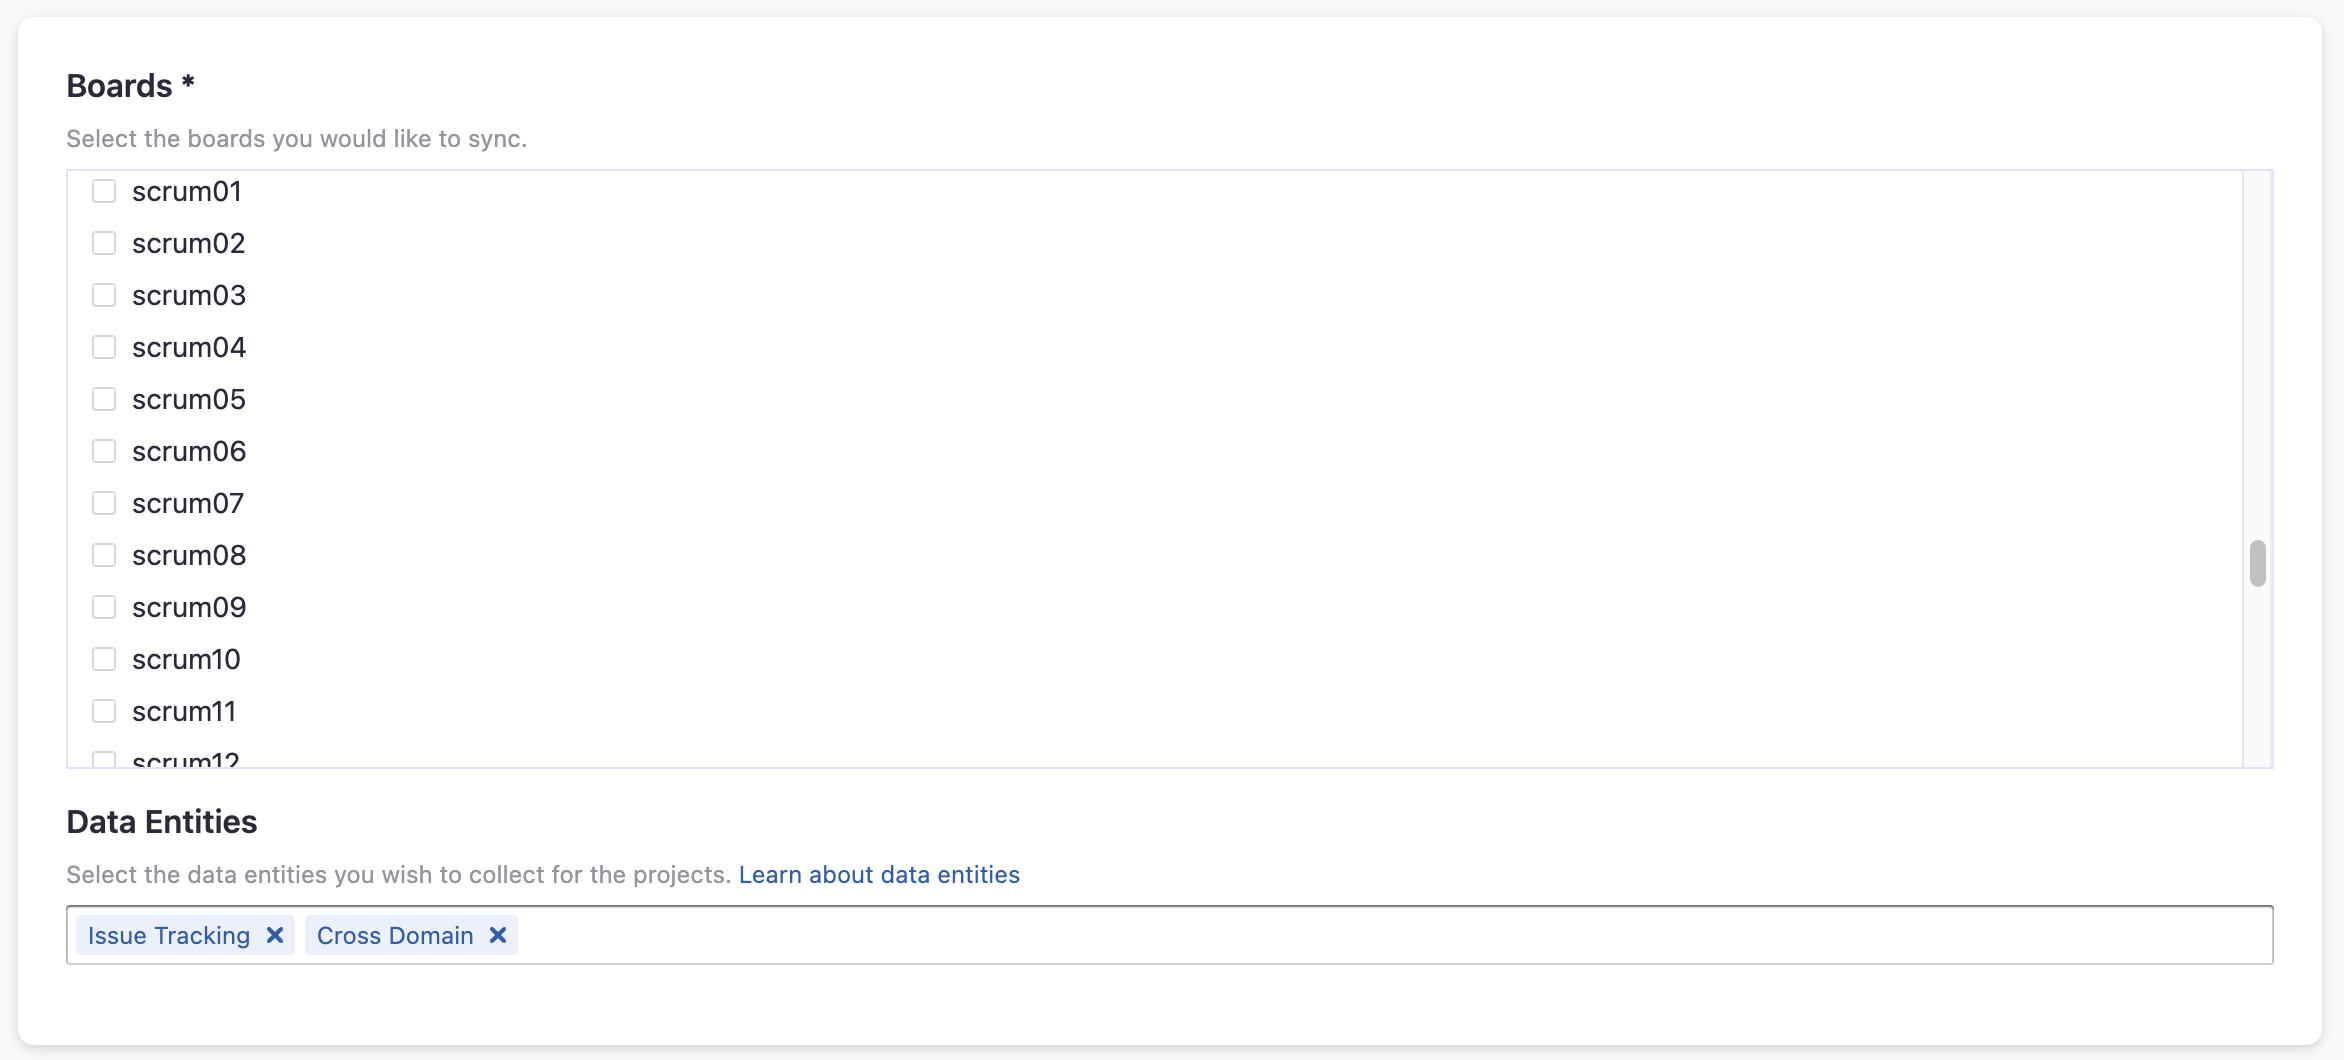 Boards *
Select the boards you would like to sync.
scrum01
scrum02
scrum03
scrum04
scrum05
scrum06
scrum07
scrum08
scrum09
scrum10
scrum11
scrum12
Data Entities
Select the data entities you wish to collect for the projects. Learn about data entities
Issue Tracking Cross Domain